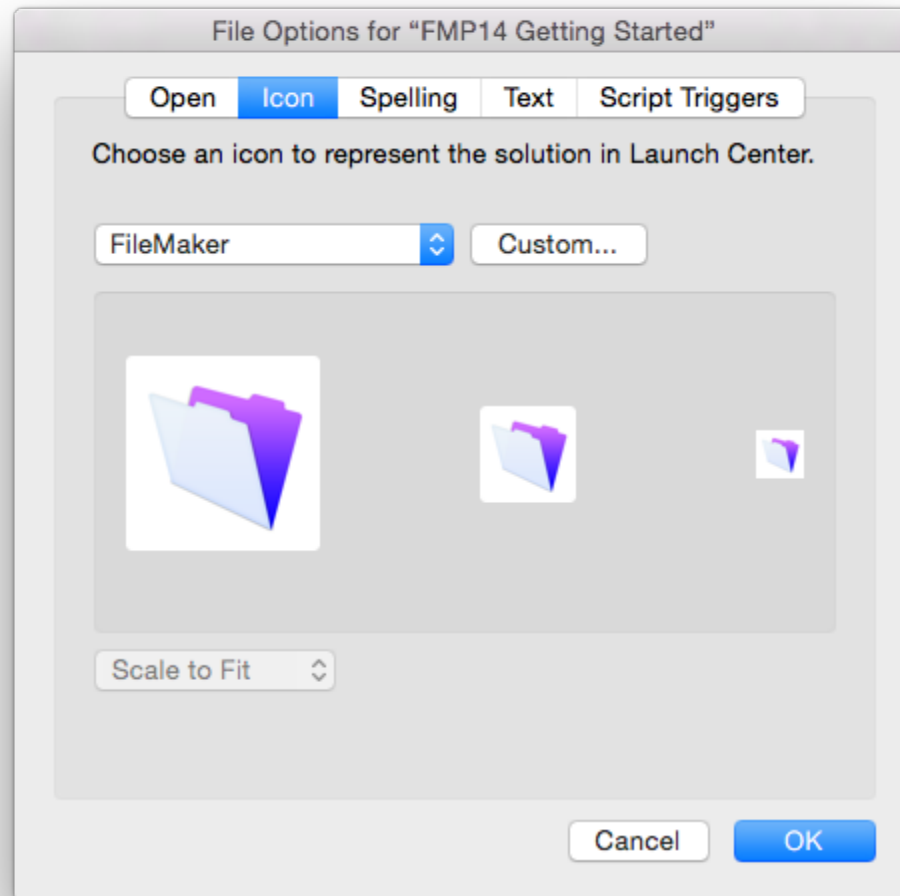 File Options for “FMP14 Getting Started”
Open Icon Spelling Text Script Triggers
Choose an icon to represent the solution in Launch Center.
FileMaker Custom...
Scale to Fit
Cancel OK